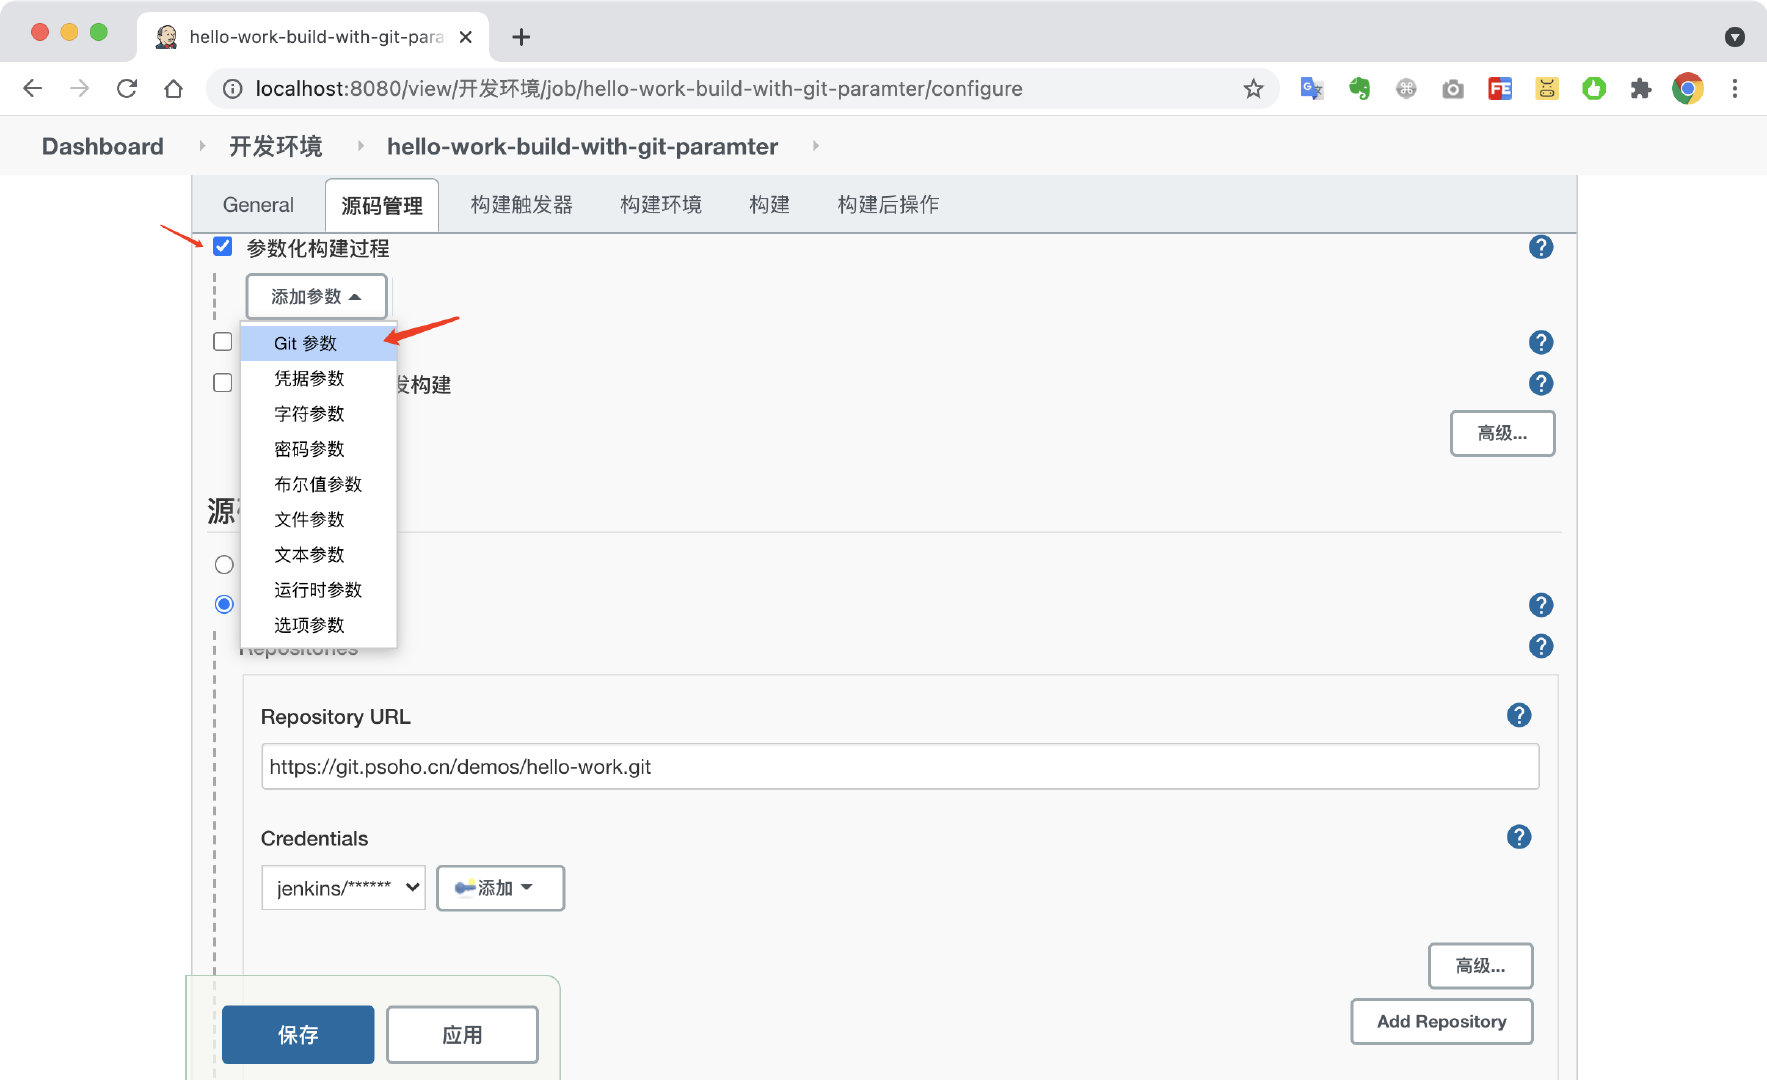 hello-work-build-with-git-para
localhost:8080/view/开发环境/job/hello-work-build-with-git-paramter/configure
Dashboard 开发环境 hello-work-build-with-git-paramter
General 源码管理 构建触发器 构建环境 构建 构建后操作
参数化构建过程
添加参数
Git 参数
凭据参数
发构建
字符参数
高级...
密码参数
布尔值参数
源
文件参数
文本参数
运行时参数
选项参数
Repositories
Repository URL
https://git.psoho.cn/demos/hello-work.git
Credentials
jenkins/******
添加
高级...
Add Repository
保存 应用